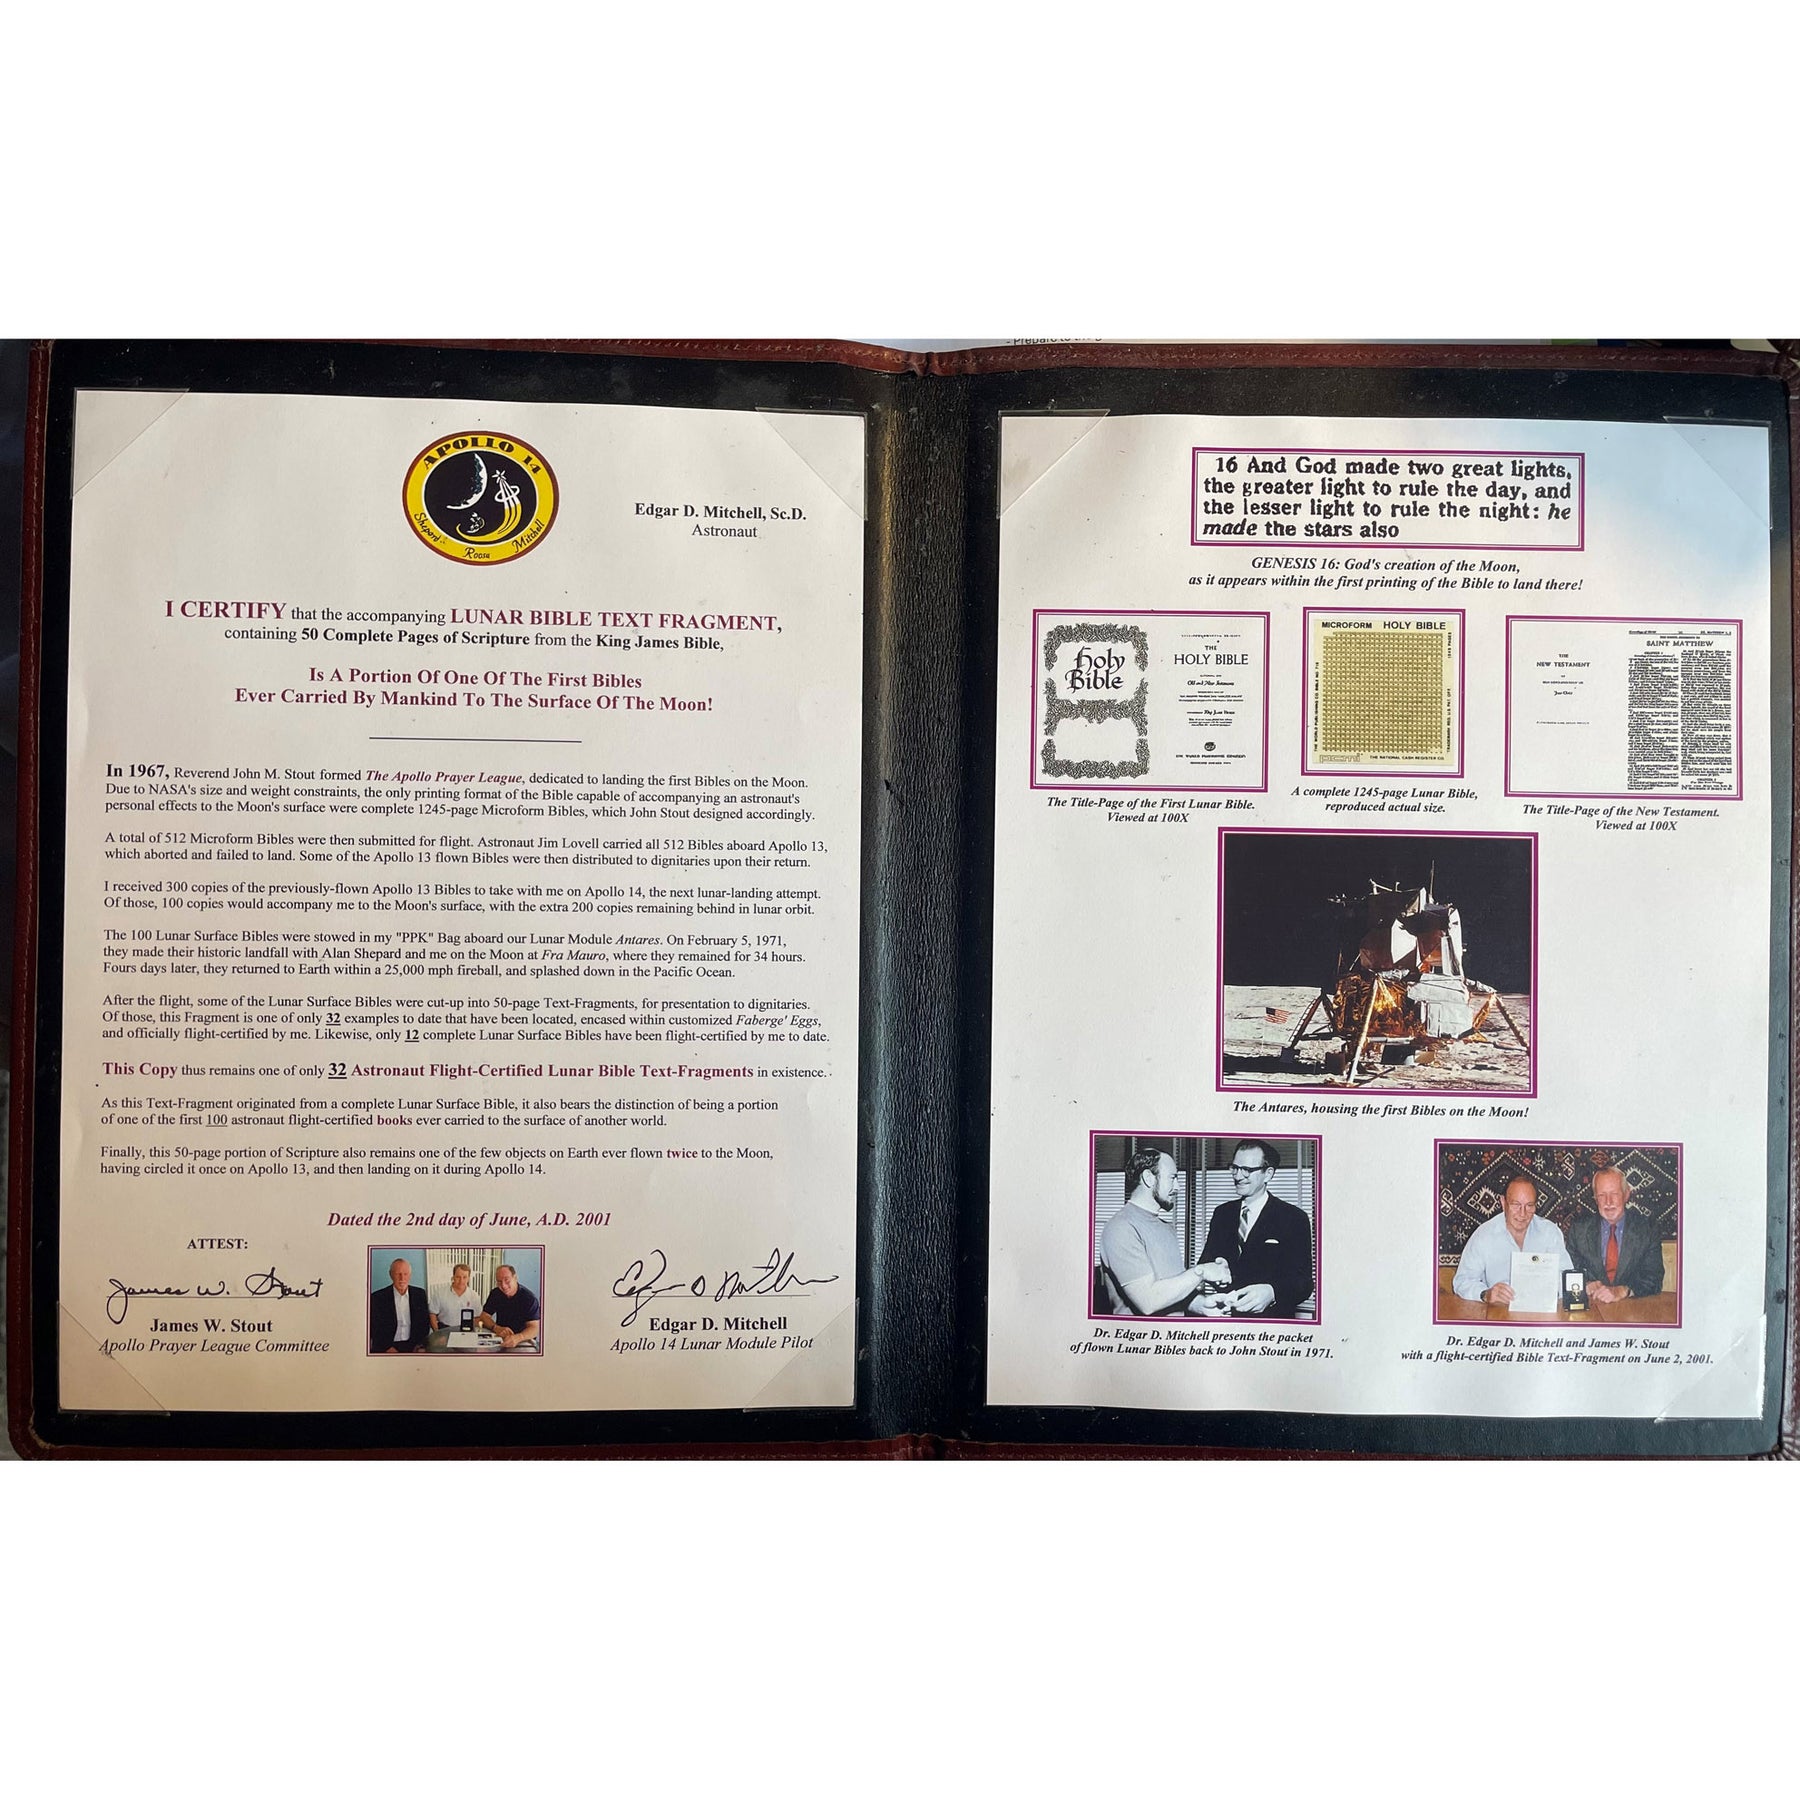 APOLLO 14
Shepard
Roosa
Mitchell
Edgar D. Mitchell, Sc.D.
Astronaut
I CERTIFY that the accompanying LUNAR BIBLE TEXT FRAGMENT,
containing 50 Complete Pages of Scripture from the King James Bible,
Is A Portion Of One Of The First Bibles
Ever Carried By Mankind To The Surface Of The Moon!
In 1967, Reverend John M. Stout formed The Apollo Prayer League, dedicated to landing the first Bibles on the Moon.
Due to NASA's size and weight constraints, the only printing format of the Bible capable of accompanying an astronaut's
personal effects to the Moon's surface were complete 1245-page Microform Bibles, which John Stout designed accordingly.
A total of 512 Microform Bibles were then submitted for flight. Astronaut Jim Lovell carried all 512 Bibles aboard Apollo 13,
which aborted and failed to land. Some of the Apollo 13 flown Bibles were then distributed to dignitaries upon their return.
I received 300 copies of the previously-flown Apollo 13 Bibles to take with me on Apollo 14, the next lunar-landing attempt.
Of those, 100 copies would accompany me to the Moon's surface, with the extra 200 copies remaining behind in lunar orbit.
The 100 Lunar Surface Bibles were stowed in my "PPK" Bag aboard our Lunar Module Antares. On February 5, 1971,
they made their historic landfall with Alan Shepard and me on the Moon at Fra Mauro, where they remained for 34 hours.
Fours days later, they returned to Earth within a 25,000 mph fireball, and splashed down in the Pacific Ocean.
After the flight, some of the Lunar Surface Bibles were cut-up into 50-page Text-Fragments, for presentation to dignitaries.
Of those, this Fragment is one of only 32 examples to date that have been located, encased within customized Faberge' Eggs,
and officially flight-certified by me. Likewise, only 12 complete Lunar Surface Bibles have been flight-certified by me to date.
This Copy thus remains one of only 32 Astronaut Flight-Certified Lunar Bible Text-Fragments in existence.
As this Text-Fragment originated from a complete Lunar Surface Bible, it also bears the distinction of being a portion
of one of the first 100 astronaut flight-certified books ever carried to the surface of another world.
Finally, this 50-page portion of Scripture also remains one of the few objects on Earth ever flown twice to the Moon,
having circled it once on Apollo 13, and then landing on it during Apollo 14.
Dated the 2nd day of June, A.D. 2001
ATTEST:
James W. Stout
James W. Stout
Apollo Prayer League Committee
Edgar D Mitchell
Edgar D. Mitchell
Apollo 14 Lunar Module Pilot
16 And God made two great lights,
the greater light to rule the day, and
the lesser light to rule the night: he
made the stars also
GENESIS 16: God's creation of the Moon,
as it appears within the first printing of the Bible to land there!
Holy
Bible
THE
HOLY BIBLE
Old and New Testaments
The Title-Page of the First Lunar Bible.
Viewed at 100X
MICROFORM HOLY BIBLE
THE NATIONAL CASH REGISTER CO.
A complete 1245-page Lunar Bible,
reproduced actual size.
THE
NEW TESTAMENT
SAINT MATTHEW
The Title-Page of the New Testament.
Viewed at 100X
The Antares, housing the first Bibles on the Moon!
Dr. Edgar D. Mitchell presents the packet
of flown Lunar Bibles back to John Stout in 1971.
Dr. Edgar D. Mitchell and James W. Stout
with a flight-certified Bible Text-Fragment on June 2, 2001.